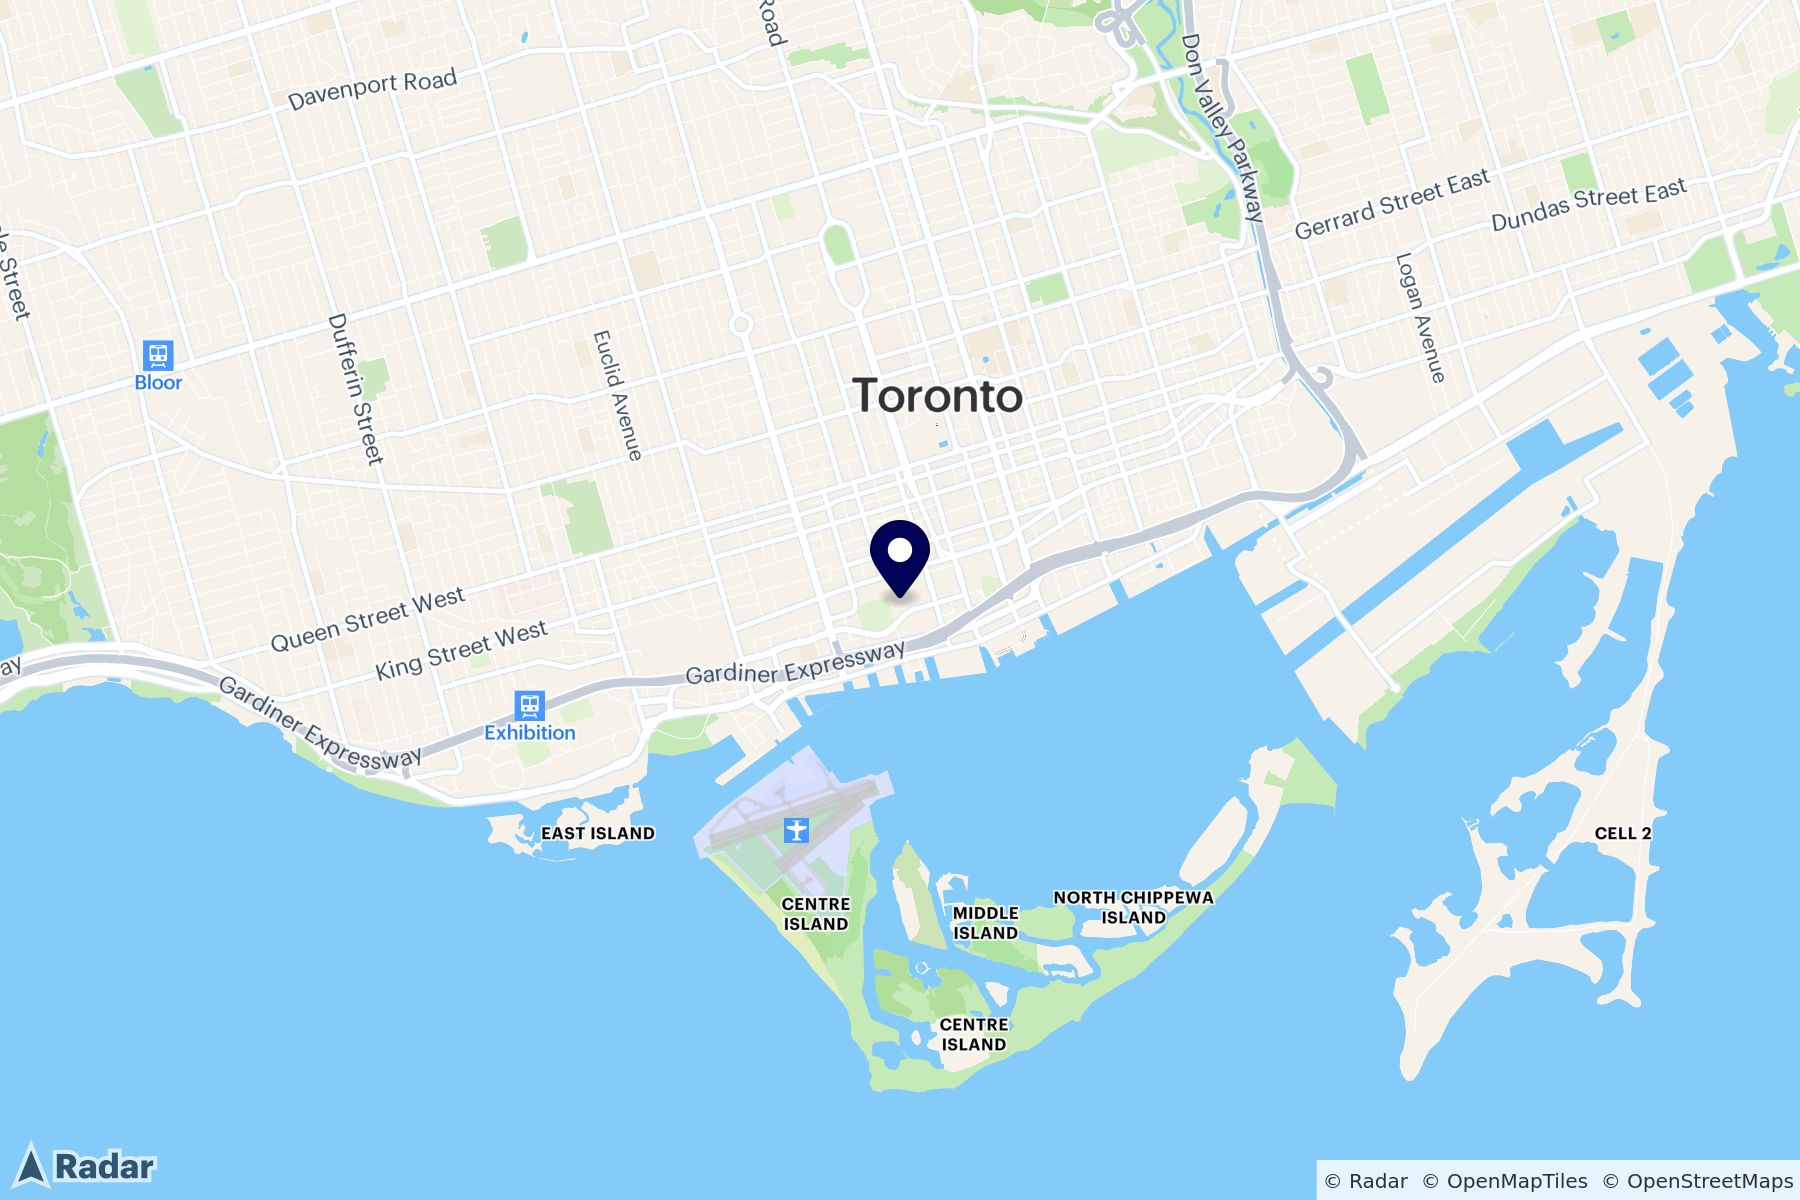 Road
Davenport Road
Don Valley Parkway
Gerrard Street East
Dundas Street East
Logan Avenue
Street
Dufferin Street
Euclid Avenue
Bloor
Toronto
Queen Street West
King Street West
Gardiner Expressway
Gardiner Expressway
Exhibition
EAST ISLAND
CELL 2
CENTRE
ISLAND
MIDDLE
ISLAND
NORTH CHIPPEWA
ISLAND
CENTRE
ISLAND
Radar
© Radar © OpenMapTiles © OpenStreetMaps